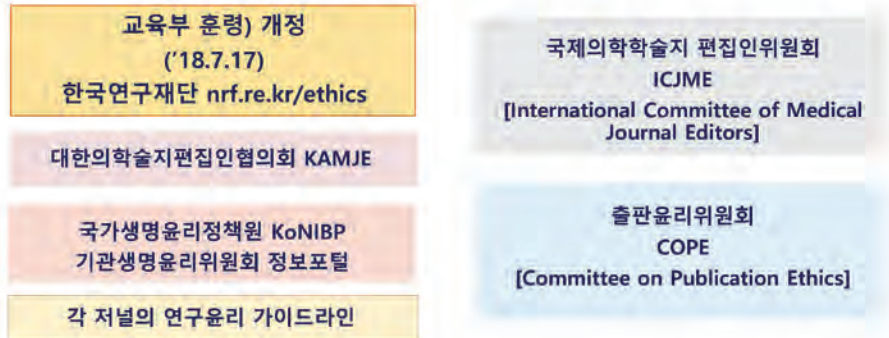 교육부 훈령) 개정
('18.7.17)
한국연구재단 nrf.re.kr/ethics
대한의학술지편집인협의회 KAMJE
국가생명윤리정책원 KoNIBP
기관생명윤리위원회 정보포털
각 저널의 연구윤리 가이드라인
국제의학학술지 편집인위원회
ICJME
[International Committee of Medical
Journal Editors]
출판윤리위원회
COPE
[Committee on Publication Ethics]